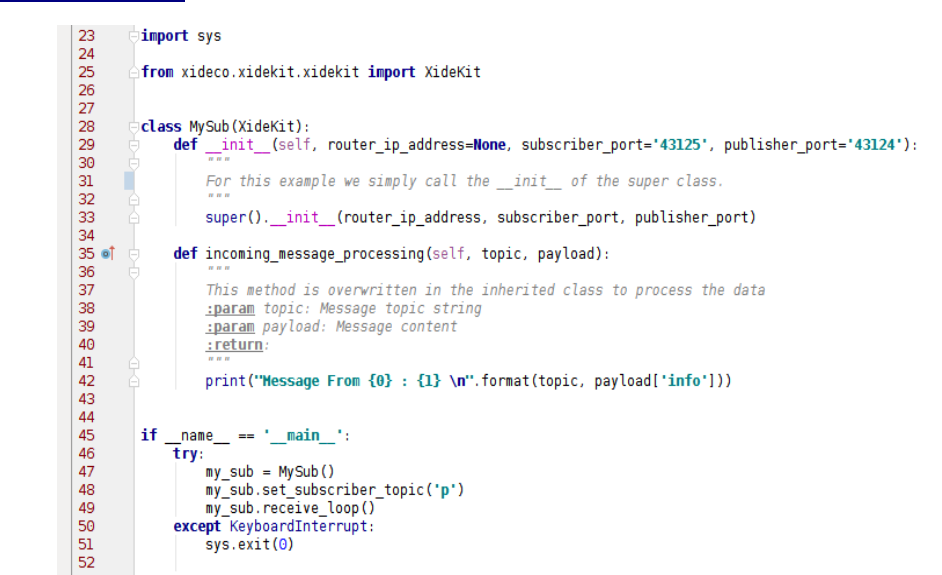 23 import sys
24
25 from xideco.xidekit.xidekit import XideKit
26
27
28 class MySub(XideKit):
29     def __init__(self, router_ip_address=None, subscriber_port='43125', publisher_port='43124'):
30         """
31         For this example we simply call the __init__ of the super class.
32         """
33         super().__init__(router_ip_address, subscriber_port, publisher_port)
34
35     def incoming_message_processing(self, topic, payload):
36         """
37         This method is overwritten in the inherited class to process the data
38         :param topic: Message topic string
39         :param payload: Message content
40         :return:
41         """
42         print("Message From {0} : {1} \n".format(topic, payload['info']))
43
44
45 if __name__ == '__main__':
46     try:
47         my_sub = MySub()
48         my_sub.set_subscriber_topic('p')
49         my_sub.receive_loop()
50     except KeyboardInterrupt:
51         sys.exit(0)
52